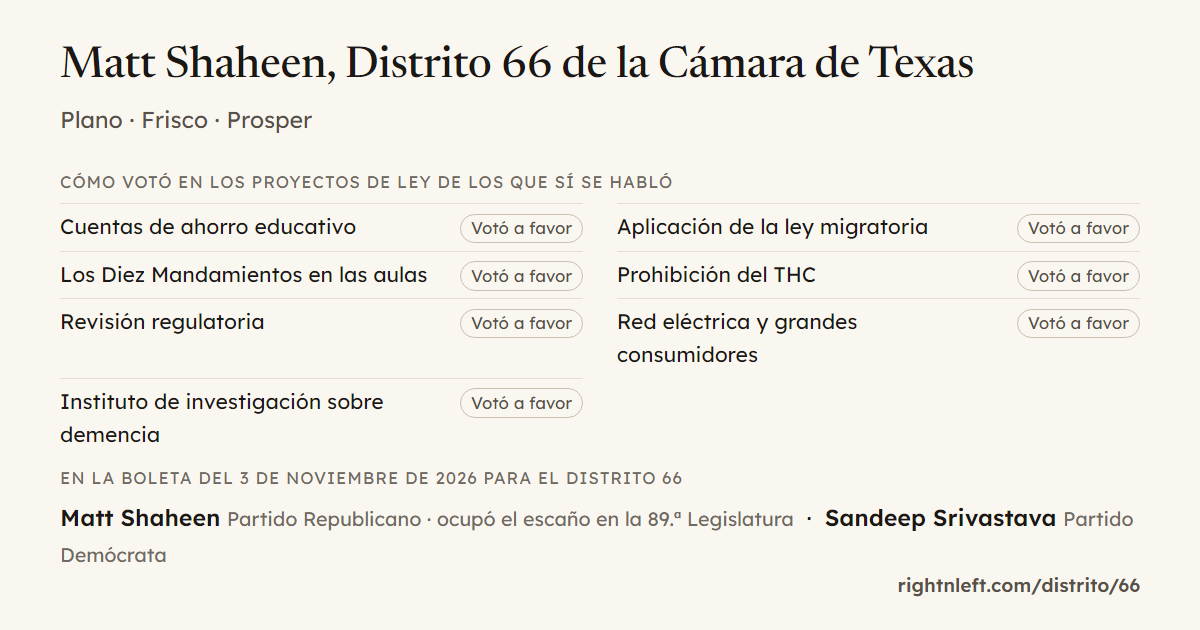 Matt Shaheen, Distrito 66 de la Cámara de Texas
Plano · Frisco · Prosper
CÓMO VOTÓ EN LOS PROYECTOS DE LEY DE LOS QUE SÍ SE HABLÓ
Cuentas de ahorro educativo Votó a favor
Aplicación de la ley migratoria Votó a favor
Los Diez Mandamientos en las aulas Votó a favor
Prohibición del THC Votó a favor
Revisión regulatoria Votó a favor
Red eléctrica y grandes Votó a favor
consumidores
Instituto de investigación sobre Votó a favor
demencia
EN LA BOLETA DEL 3 DE NOVIEMBRE DE 2026 PARA EL DISTRITO 66
Matt Shaheen Partido Republicano · ocupó el escaño en la 89.ª Legislatura · Sandeep Srivastava Partido
Demócrata
rightnleft.com/distrito/66